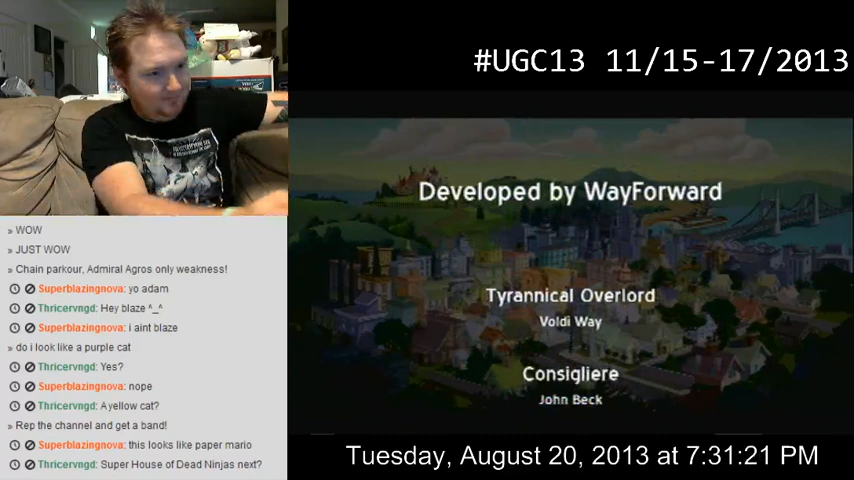 #UGC13 11/15-17/2013
Developed by WayForward
Tyrannical Overlord
Voldi Way
Consigliere
John Beck
» WOW
» JUST WOW
» Chain parkour, Admiral Agros only weakness!
Superblazingnova: yo adam
Thricervngd: Hey blaze ^_^
Superblazingnova: i aint blaze
» do i look like a purple cat
Thricervngd: Yes?
Superblazingnova: nope
Thricervngd: A yellow cat?
» Rep the channel and get a band!
Superblazingnova: this looks like paper mario
Thricervngd: Super House of Dead Ninjas next?
Tuesday, August 20, 2013 at 7:31:21 PM